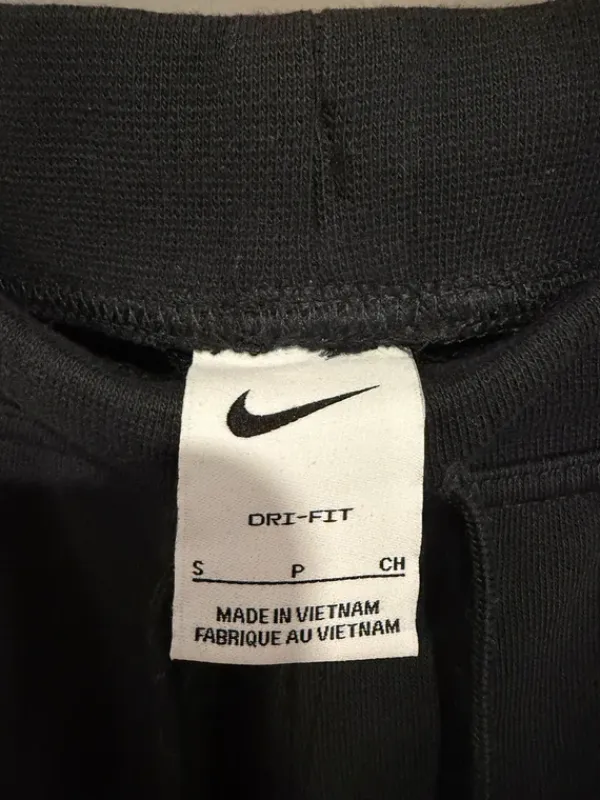 DRI-FIT
S P CH
MADE IN VIETNAM
FABRIQUE AU VIETNAM